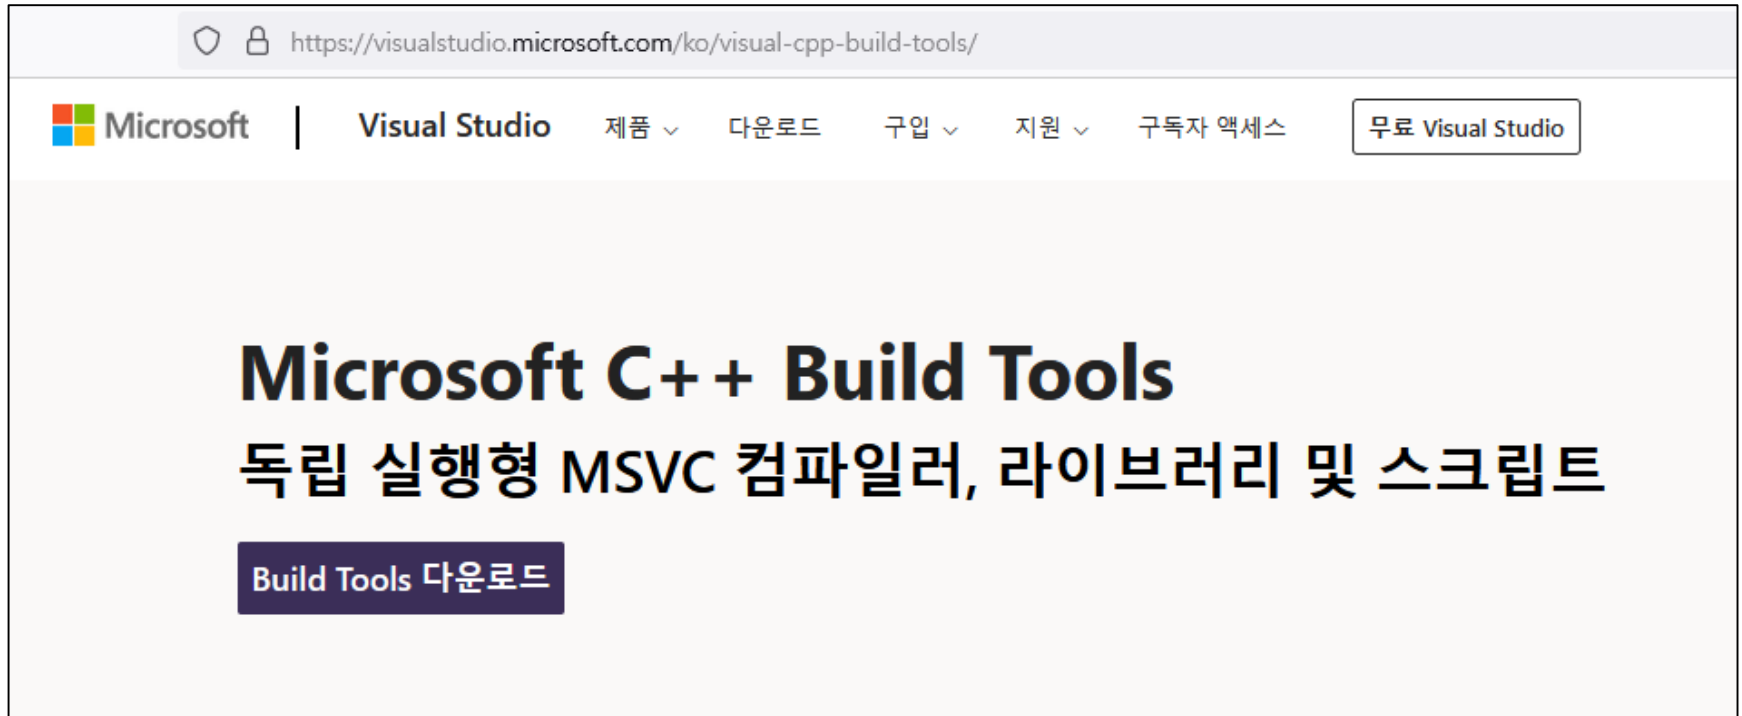 https://visualstudio.microsoft.com/ko/visual-cpp-build-tools/
Microsoft | Visual Studio 제품 다운로드 구입 지원 구독자 액세스 무료 Visual Studio
Microsoft C++ Build Tools
독립 실행형 MSVC 컴파일러, 라이브러리 및 스크립트
Build Tools 다운로드